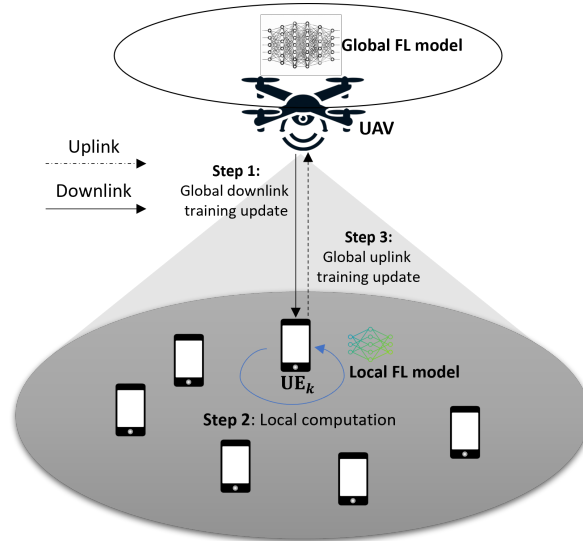 Global FL model
UAV
Uplink
Downlink
Step 1:
Global downlink
training update
Step 3:
Global uplink
training update
UE_k
Local FL model
Step 2: Local computation